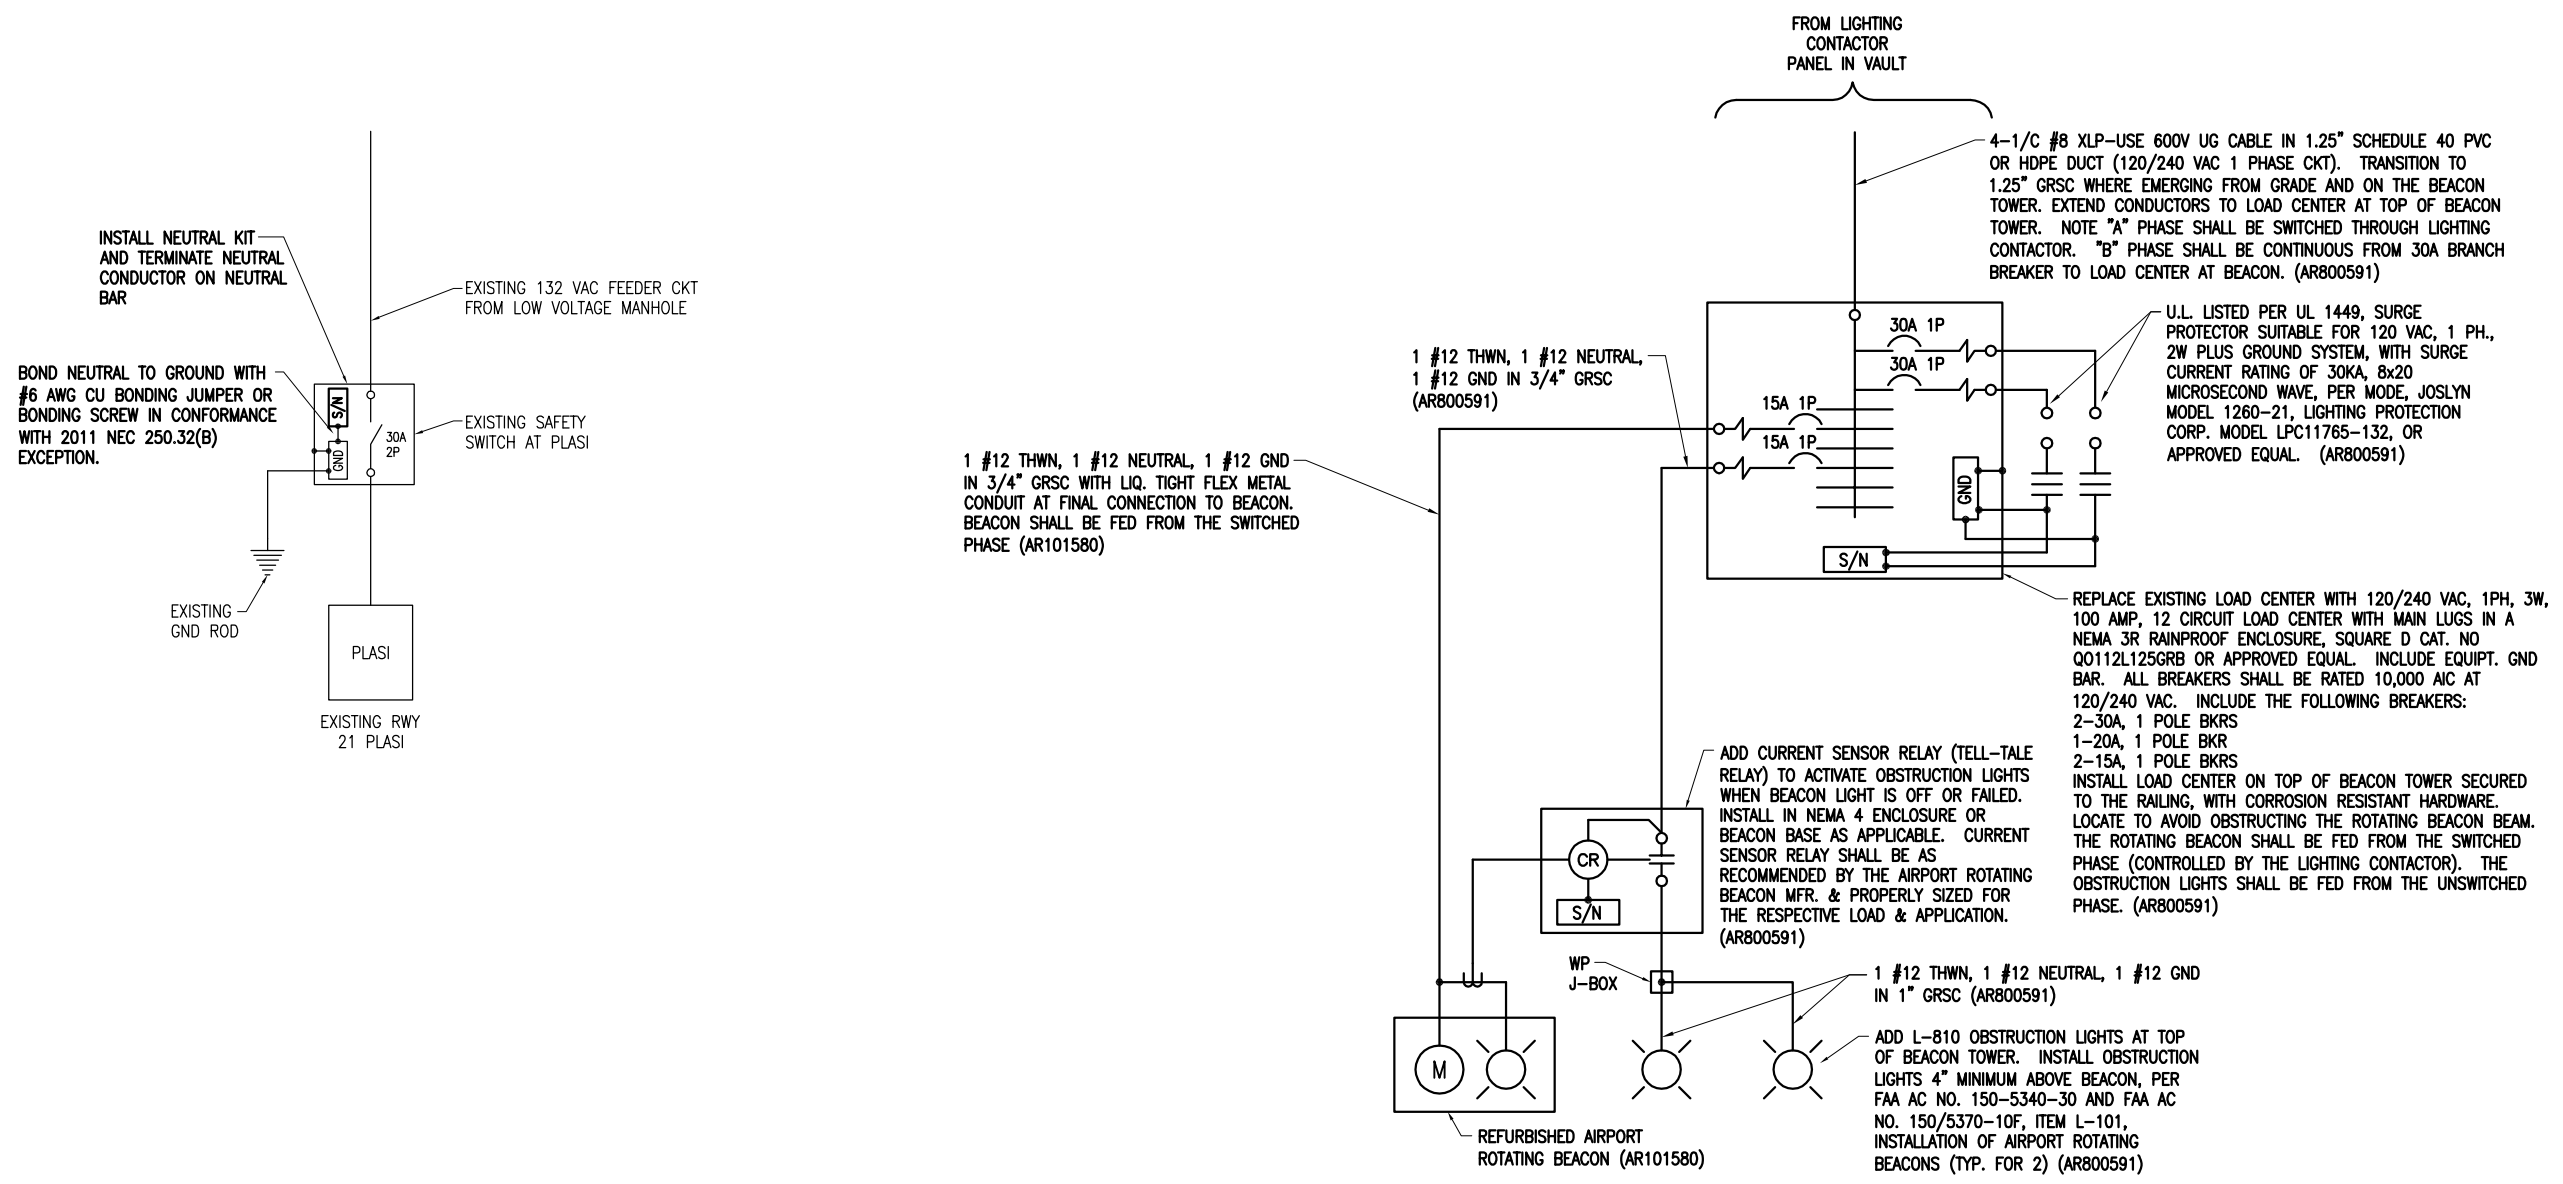 INSTALL NEUTRAL KIT
AND TERMINATE NEUTRAL
CONDUCTOR ON NEUTRAL
BAR
EXISTING 132 VAC FEEDER CKT
FROM LOW VOLTAGE MANHOLE
BOND NEUTRAL TO GROUND WITH
#6 AWG CU BONDING JUMPER OR
BONDING SCREW IN CONFORMANCE
WITH 2011 NEC 250.32(B)
EXCEPTION.
S/N
GND
30A
2P
EXISTING SAFETY
SWITCH AT PLASI
EXISTING
GND ROD
PLASI
EXISTING RWY
21 PLASI
FROM LIGHTING
CONTACTOR
PANEL IN VAULT
4-1/C #8 XLP-USE 600V UG CABLE IN 1.25" SCHEDULE 40 PVC
OR HDPE DUCT (120/240 VAC 1 PHASE CKT).  TRANSITION TO
1.25" GRSC WHERE EMERGING FROM GRADE AND ON THE BEACON
TOWER. EXTEND CONDUCTORS TO LOAD CENTER AT TOP OF BEACON
TOWER.  NOTE "A" PHASE SHALL BE SWITCHED THROUGH LIGHTING
CONTACTOR.  "B" PHASE SHALL BE CONTINUOUS FROM 30A BRANCH
BREAKER TO LOAD CENTER AT BEACON. (AR800591)
U.L. LISTED PER UL 1449, SURGE
PROTECTOR SUITABLE FOR 120 VAC, 1 PH.,
2W PLUS GROUND SYSTEM, WITH SURGE
CURRENT RATING OF 30KA, 8x20
MICROSECOND WAVE, PER MODE, JOSLYN
MODEL 1260-21, LIGHTING PROTECTION
CORP. MODEL LPC11765-132, OR
APPROVED EQUAL.  (AR800591)
30A 1P
30A 1P
15A 1P
15A 1P
GND
S/N
1 #12 THWN, 1 #12 NEUTRAL,
1 #12 GND IN 3/4" GRSC
(AR800591)
1 #12 THWN, 1 #12 NEUTRAL, 1 #12 GND
IN 3/4" GRSC WITH LIQ. TIGHT FLEX METAL
CONDUIT AT FINAL CONNECTION TO BEACON.
BEACON SHALL BE FED FROM THE SWITCHED
PHASE (AR101580)
REPLACE EXISTING LOAD CENTER WITH 120/240 VAC, 1PH, 3W,
100 AMP, 12 CIRCUIT LOAD CENTER WITH MAIN LUGS IN A
NEMA 3R RAINPROOF ENCLOSURE, SQUARE D CAT. NO
QO112L125GRB OR APPROVED EQUAL.  INCLUDE EQUIPT. GND
BAR.  ALL BREAKERS SHALL BE RATED 10,000 AIC AT
120/240 VAC.  INCLUDE THE FOLLOWING BREAKERS:
2-30A, 1 POLE BKRS
1-20A, 1 POLE BKR
2-15A, 1 POLE BKRS
INSTALL LOAD CENTER ON TOP OF BEACON TOWER SECURED
TO THE RAILING, WITH CORROSION RESISTANT HARDWARE.
LOCATE TO AVOID OBSTRUCTING THE ROTATING BEACON BEAM.
THE ROTATING BEACON SHALL BE FED FROM THE SWITCHED
PHASE (CONTROLLED BY THE LIGHTING CONTACTOR).  THE
OBSTRUCTION LIGHTS SHALL BE FED FROM THE UNSWITCHED
PHASE. (AR800591)
ADD CURRENT SENSOR RELAY (TELL-TALE
RELAY) TO ACTIVATE OBSTRUCTION LIGHTS
WHEN BEACON LIGHT IS OFF OR FAILED.
INSTALL IN NEMA 4 ENCLOSURE OR
BEACON BASE AS APPLICABLE.  CURRENT
SENSOR RELAY SHALL BE AS
RECOMMENDED BY THE AIRPORT ROTATING
BEACON MFR. & PROPERLY SIZED FOR
THE RESPECTIVE LOAD & APPLICATION.
(AR800591)
CR
S/N
WP
J-BOX
1 #12 THWN, 1 #12 NEUTRAL, 1 #12 GND
IN 1" GRSC (AR800591)
ADD L-810 OBSTRUCTION LIGHTS AT TOP
OF BEACON TOWER.  INSTALL OBSTRUCTION
LIGHTS 4" MINIMUM ABOVE BEACON, PER
FAA AC NO. 150-5340-30 AND FAA AC
NO. 150/5370-10F, ITEM L-101,
INSTALLATION OF AIRPORT ROTATING
BEACONS (TYP. FOR 2) (AR800591)
M
REFURBISHED AIRPORT
ROTATING BEACON (AR101580)